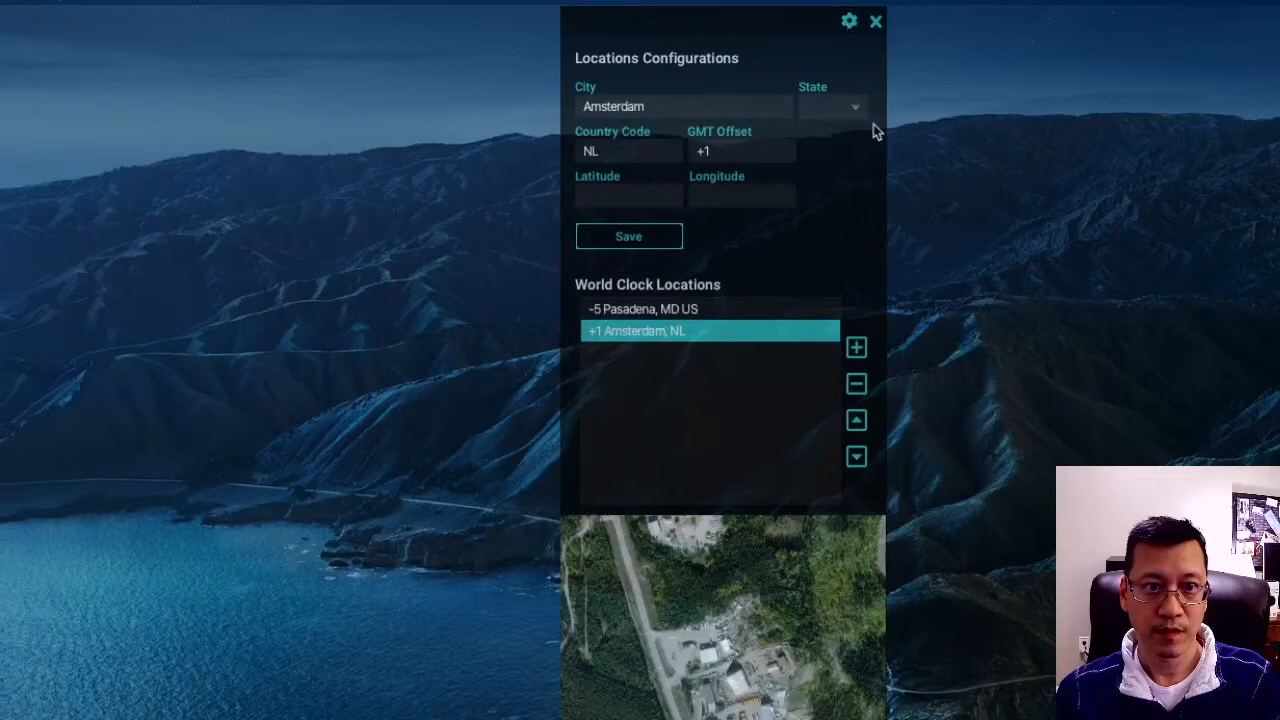 Locations Configurations
City
State
Amsterdam
Country Code
GMT Offset
NL
+1
Latitude
Longitude
Save
World Clock Locations
-5 Pasadena, MD US
+1 Amsterdam, NL